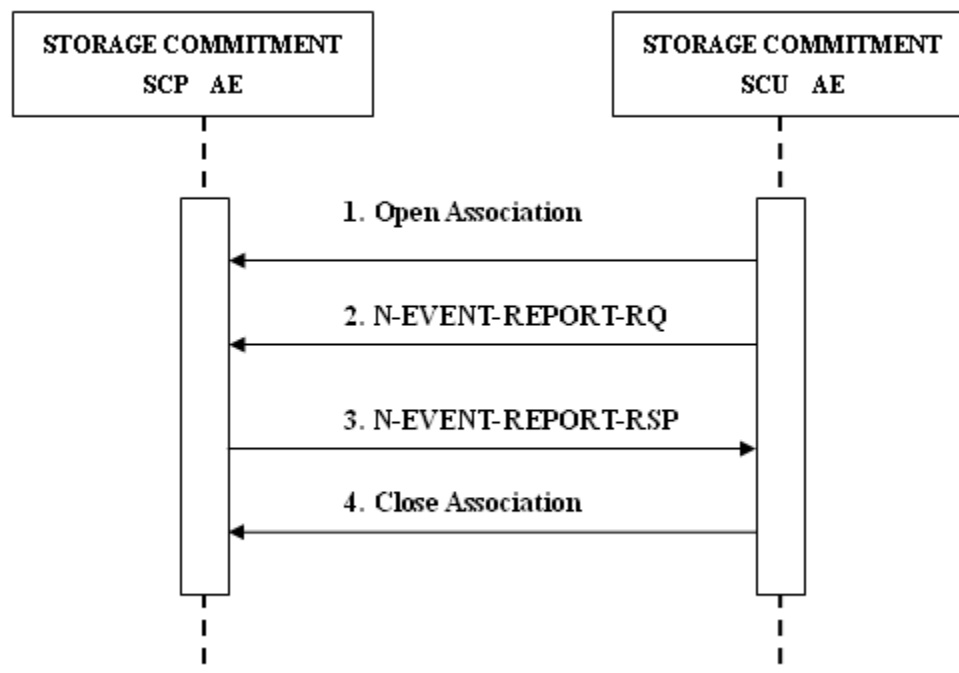 STORAGE COMMITMENT
SCP AE
STORAGE COMMITMENT
SCU AE
1. Open Association
2. N-EVENT-REPORT-RQ
3. N-EVENT-REPORT-RSP
4. Close Association